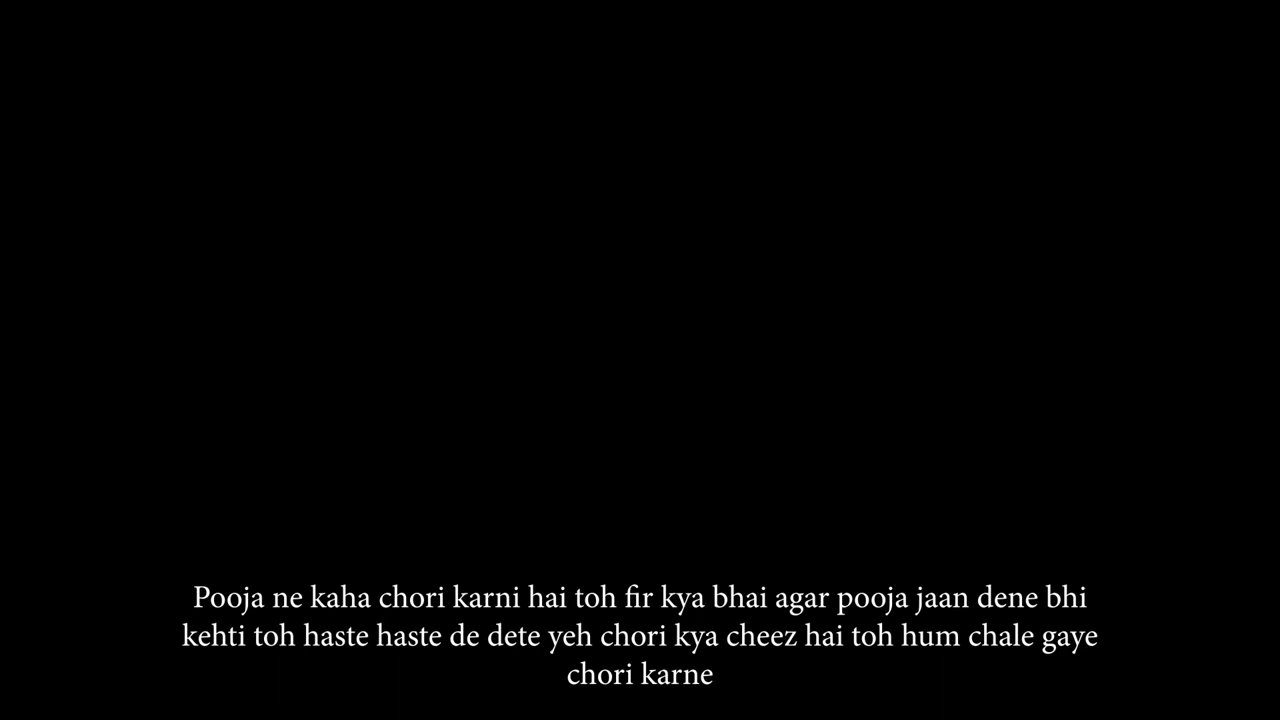 Pooja ne kaha chori karni hai toh fir kya bhai agar pooja jaan dene bhi
kehti toh haste haste de dete yeh chori kya cheez hai toh hum chale gaye
chori karne